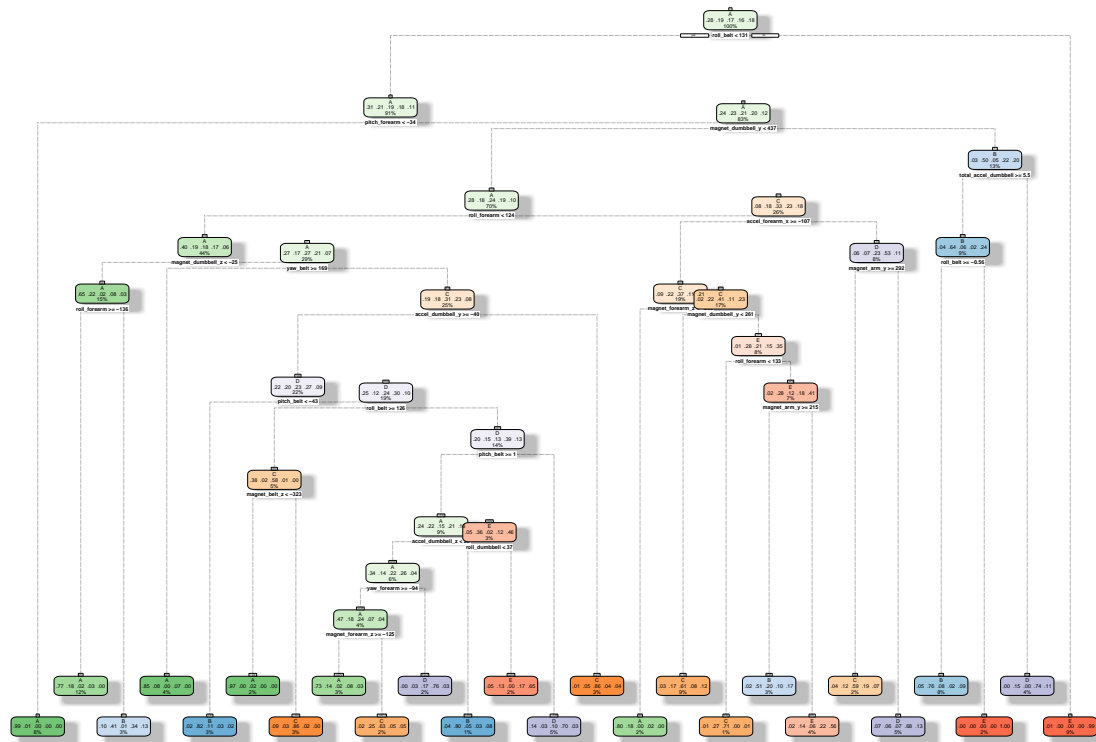 A
.28 .19 .17 .16 .18
100%
roll_belt < 131
A
.31 .21 .19 .18 .11
91%
pitch_forearm < −34
A
.24 .23 .21 .20 .12
83%
magnet_dumbbell_y < 437
B
.03 .50 .05 .22 .20
13%
total_accel_dumbbell >= 5.5
A
.28 .18 .24 .19 .10
70%
roll_forearm < 124
C
.08 .18 .33 .23 .18
26%
accel_forearm_x >= −107
A
.40 .19 .18 .17 .06
44%
magnet_dumbbell_z < −25
A
.27 .17 .27 .21 .07
29%
yaw_belt >= 169
D
.06 .07 .23 .53 .11
8%
magnet_arm_y >= 292
B
.04 .64 .06 .02 .24
9%
roll_belt >= −0.56
A
.65 .22 .02 .08 .03
15%
roll_forearm >= −136
C
.19 .18 .31 .23 .08
25%
accel_dumbbell_y >= −40
C
.09 .22 .37 .21
19%
magnet_forearm_z
C
.02 .22 .41 .11 .23
17%
magnet_dumbbell_y < 261
E
.01 .28 .21 .15 .35
8%
roll_forearm < 133
D
.22 .20 .23 .27 .09
22%
pitch_belt < −43
D
.25 .12 .24 .30 .10
19%
roll_belt >= 126
E
.02 .28 .12 .18 .41
7%
magnet_arm_y >= 215
D
.20 .15 .13 .39 .13
14%
pitch_belt >= 1
C
.38 .02 .58 .01 .00
5%
magnet_belt_z < −323
A
.24 .22 .15 .21
9%
accel_dumbbell_z <
E
.05 .36 .02 .12 .46
3%
roll_dumbbell < 37
A
.34 .14 .22 .26 .04
6%
yaw_forearm >= −94
A
.47 .18 .24 .07 .04
4%
magnet_forearm_z >= −125
A
.77 .18 .02 .03 .00
12%
A
.85 .08 .00 .07 .00
4%
A
.97 .00 .02 .00 .00
2%
A
.73 .14 .02 .08 .03
3%
D
.00 .03 .17 .76 .03
2%
E
.05 .13 .00 .17 .65
2%
C
.01 .05 .86 .04 .04
3%
C
.03 .17 .61 .08 .12
9%
B
.02 .51 .20 .10 .17
3%
C
.04 .12 .59 .19 .07
2%
B
.05 .76 .08 .02 .09
8%
D
.00 .15 .00 .74 .11
4%
A
.99 .01 .00 .00 .00
8%
B
.10 .41 .01 .34 .13
3%
B
.02 .82 .11 .03 .02
3%
C
.09 .03 .86 .02 .00
3%
C
.02 .25 .63 .05 .05
2%
B
.04 .80 .05 .03 .08
1%
D
.14 .03 .10 .70 .03
5%
A
.80 .18 .00 .02 .00
2%
C
.01 .27 .71 .00 .01
1%
E
.02 .14 .06 .22 .56
4%
D
.07 .06 .07 .68 .13
5%
E
.00 .00 .00 .00 1.00
2%
E
.01 .00 .00 .00 .99
9%